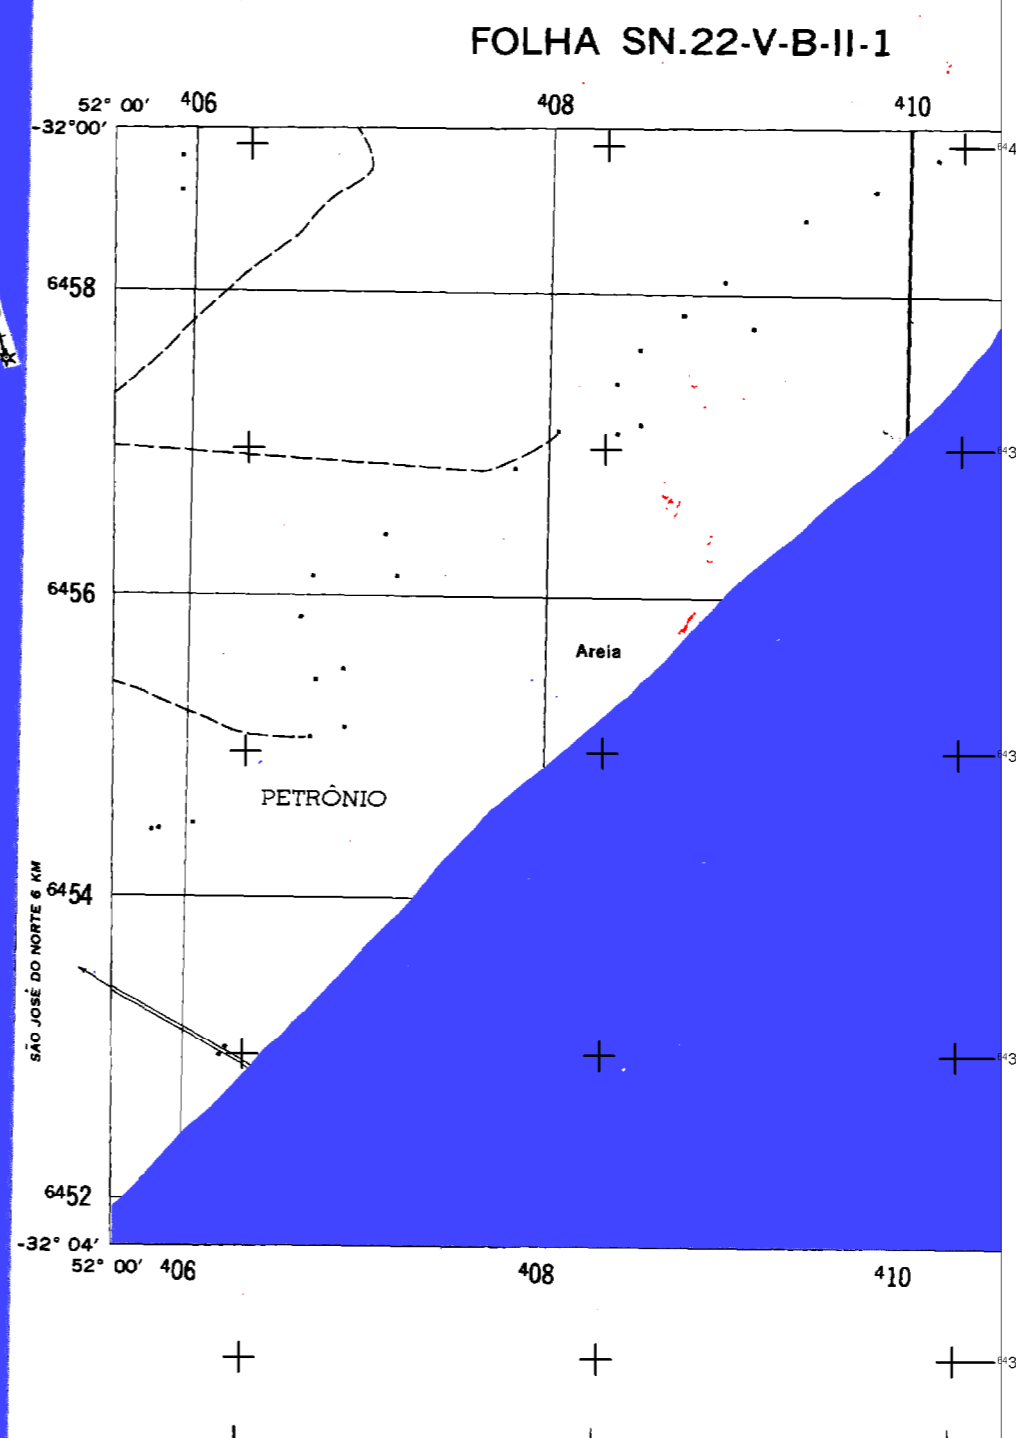 FOLHA SN.22-V-B-II-1
52° 00' 406 408 410
-32°00'
6458
6456
Areia
PETRÔNIO
6454
SÃO JOSÉ DO NORTE 6 KM
6452
-32° 04'
52° 00' 406 408 410